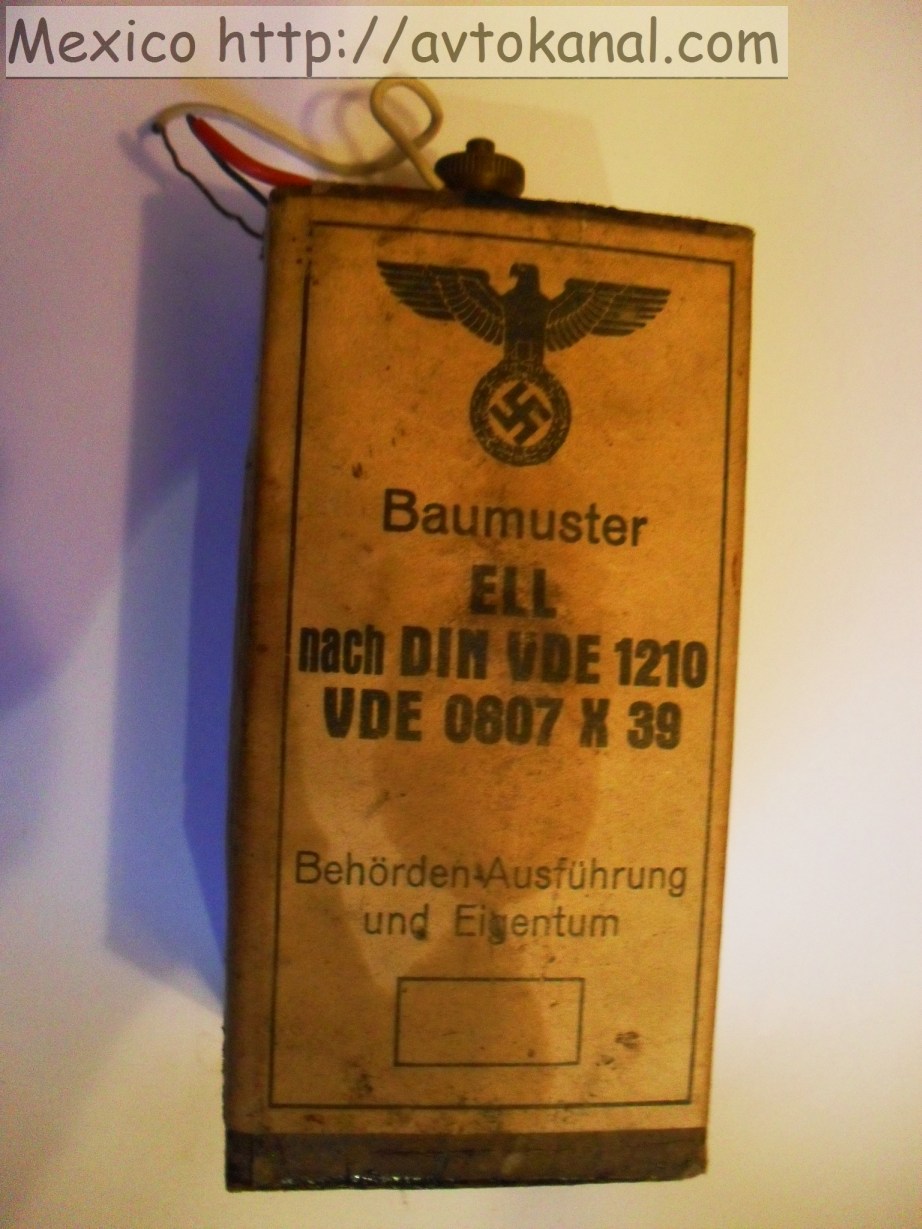 Mexico http://avtokanal.com
Baumuster
ELL
nach DIN VDE 1210
VDE 0807 X 39
Behörden-Ausführung
und Eigentum